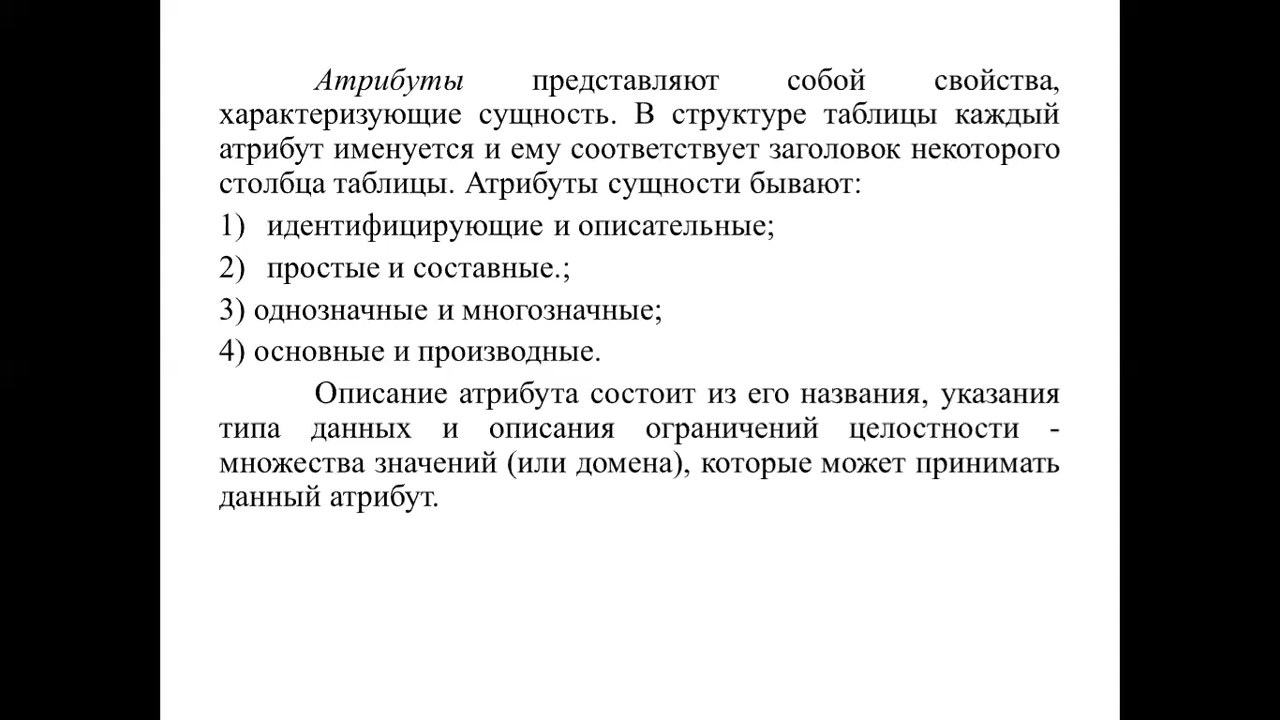 Атрибуты представляют собой свойства,
характеризующие сущность. В структуре таблицы каждый
атрибут именуется и ему соответствует заголовок некоторого
столбца таблицы. Атрибуты сущности бывают:
1) идентифицирующие и описательные;
2) простые и составные.;
3) однозначные и многозначные;
4) основные и производные.
Описание атрибута состоит из его названия, указания
типа данных и описания ограничений целостности -
множества значений (или домена), которые может принимать
данный атрибут.